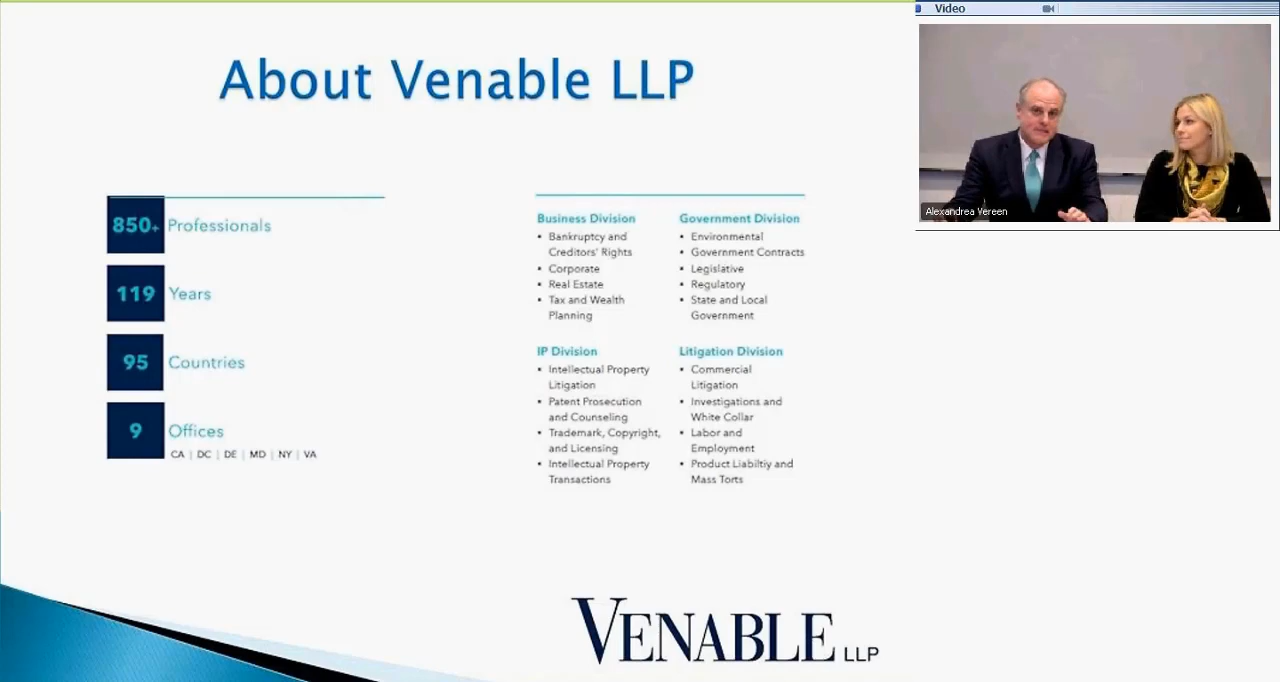 Video
About Venable LLP
850+ Professionals
119 Years
95 Countries
9 Offices
CA | DC | DE | MD | NY | VA
Business Division
• Bankruptcy and
Creditors' Rights
• Corporate
• Real Estate
• Tax and Wealth
Planning
Government Division
• Environmental
• Government Contracts
• Legislative
• Regulatory
• State and Local
Government
IP Division
• Intellectual Property
Litigation
• Patent Prosecution
and Counseling
• Trademark, Copyright,
and Licensing
• Intellectual Property
Transactions
Litigation Division
• Commercial
Litigation
• Investigations and
White Collar
• Labor and
Employment
• Product Liabiltiy and
Mass Torts
Alexandrea Vereen
VENABLE LLP